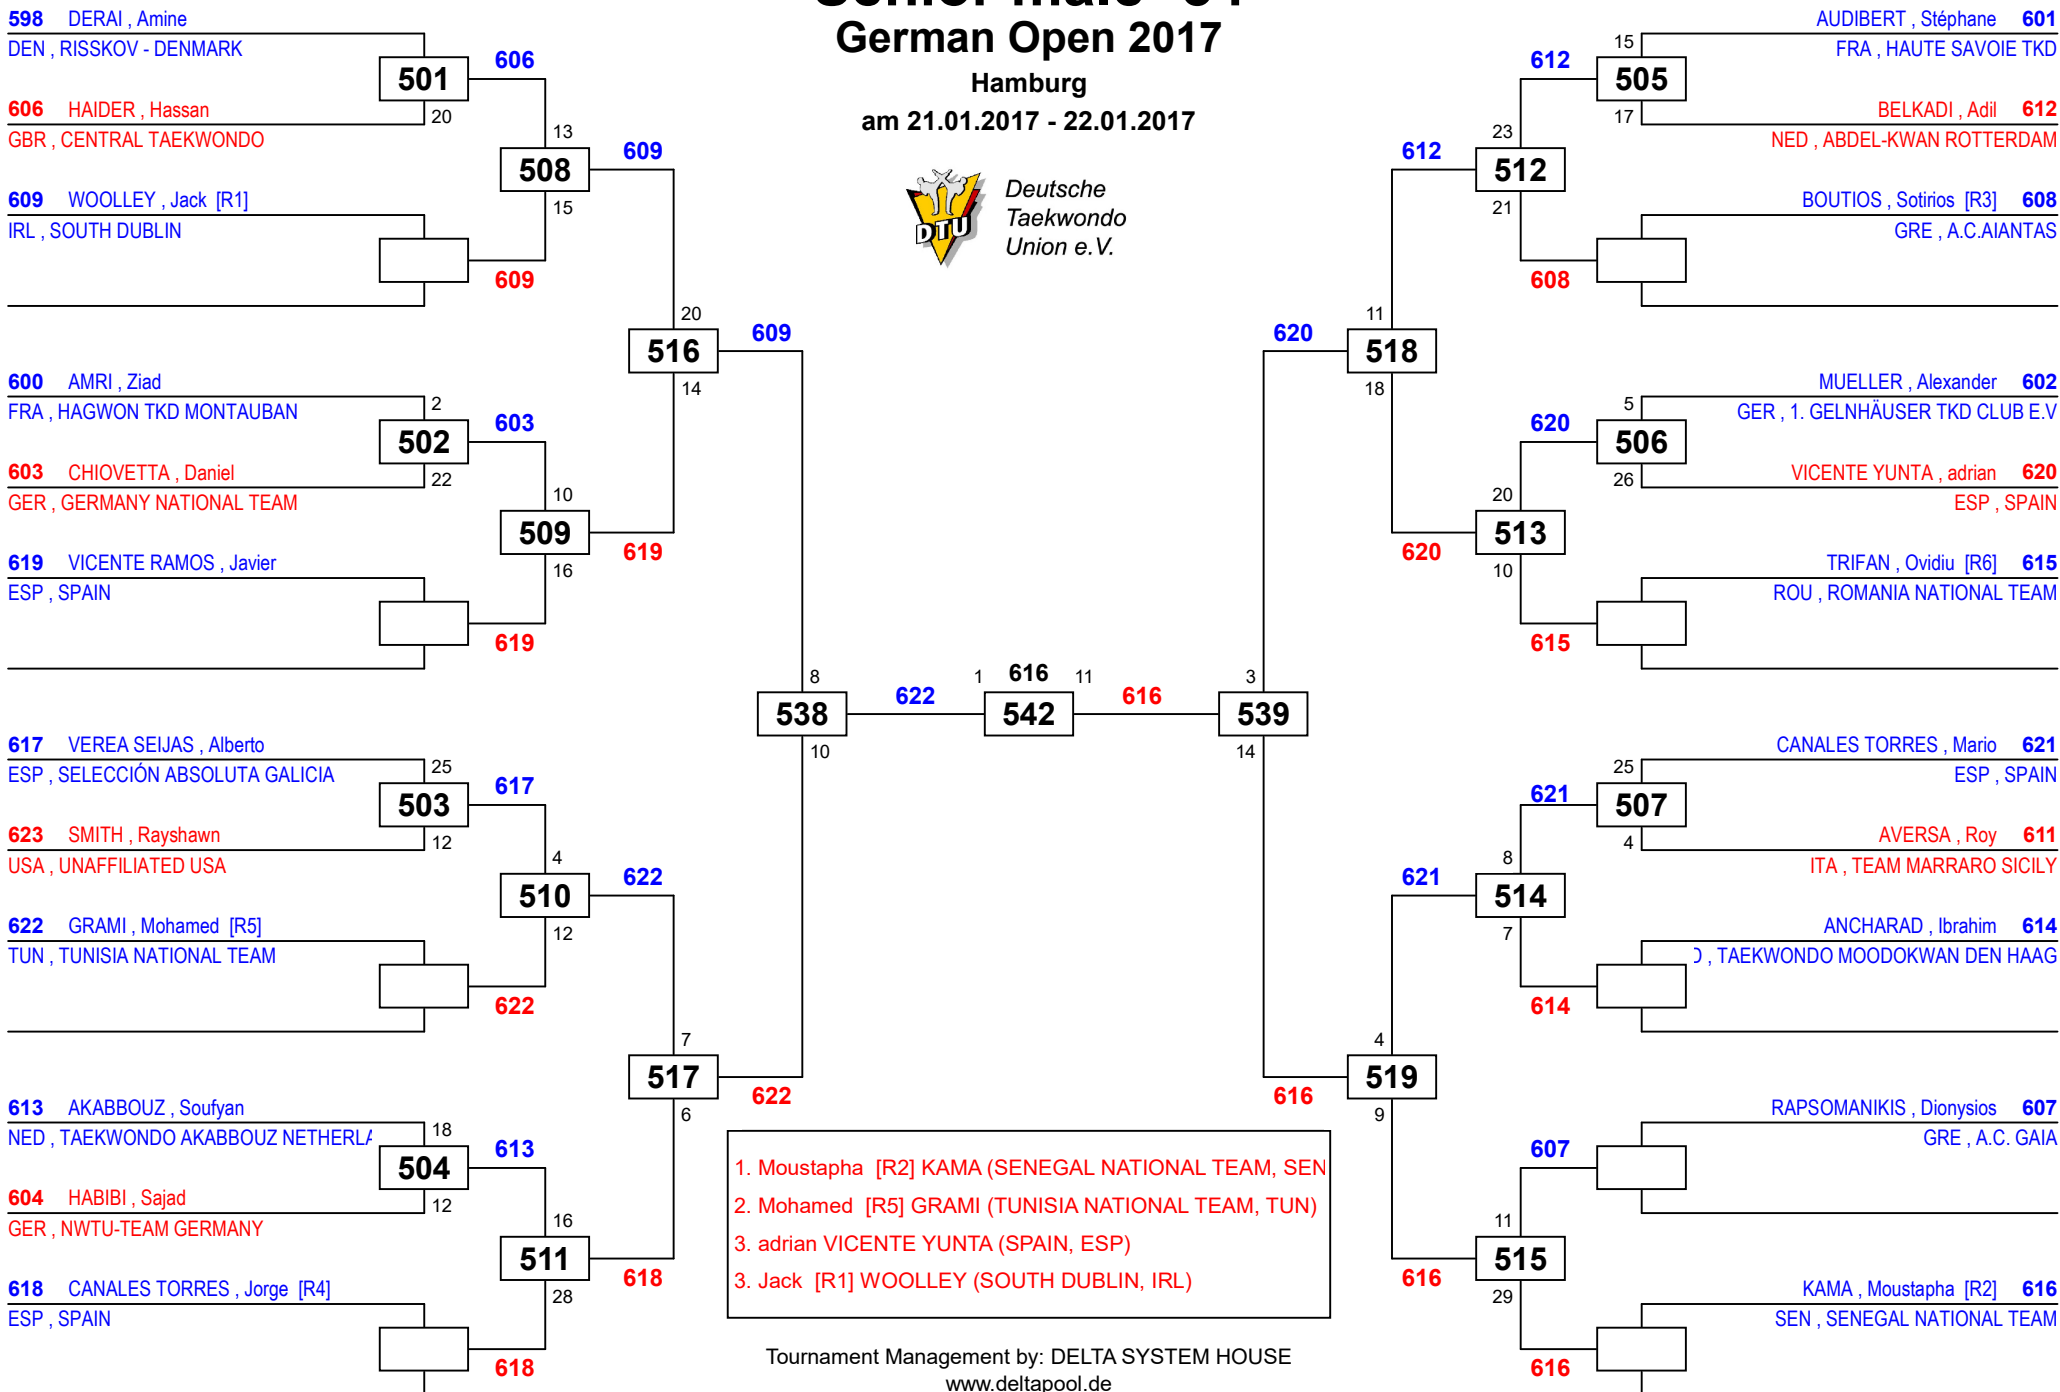 German Open 2017
Hamburg
am 21.01.2017 - 22.01.2017
DTU
Deutsche
Taekwondo
Union e.V.
598 DERAI , Amine
DEN , RISSKOV - DENMARK
501
606
20
606 HAIDER , Hassan
GBR , CENTRAL TAEKWONDO
13
508
609
15
609 WOOLLEY , Jack [R1]
IRL , SOUTH DUBLIN
609
20
516
609
14
600 AMRI , Ziad
FRA , HAGWON TKD MONTAUBAN
2
502
603
22
603 CHIOVETTA , Daniel
GER , GERMANY NATIONAL TEAM
10
509
619
16
619 VICENTE RAMOS , Javier
ESP , SPAIN
619
8
538
622
10
617 VEREA SEIJAS , Alberto
ESP , SELECCIÓN ABSOLUTA GALICIA
25
503
617
12
623 SMITH , Rayshawn
USA , UNAFFILIATED USA
4
510
622
12
622 GRAMI , Mohamed [R5]
TUN , TUNISIA NATIONAL TEAM
622
7
517
622
6
613 AKABBOUZ , Soufyan
NED , TAEKWONDO AKABBOUZ NETHERLA
18
504
613
12
604 HABIBI , Sajad
GER , NWTU-TEAM GERMANY
16
511
618
28
618 CANALES TORRES , Jorge [R4]
ESP , SPAIN
618
1 616 11
542
616
AUDIBERT , Stéphane 601
FRA , HAUTE SAVOIE TKD
15
612
505
17
BELKADI , Adil 612
NED , ABDEL-KWAN ROTTERDAM
23
612
512
21
BOUTIOS , Sotirios [R3] 608
GRE , A.C.AIANTAS
608
11
620
518
18
MUELLER , Alexander 602
GER , 1. GELNHÄUSER TKD CLUB E.V
5
620
506
26
VICENTE YUNTA , adrian 620
ESP , SPAIN
20
513
620
10
TRIFAN , Ovidiu [R6] 615
ROU , ROMANIA NATIONAL TEAM
615
3
539
14
CANALES TORRES , Mario 621
ESP , SPAIN
25
621
507
4
AVERSA , Roy 611
ITA , TEAM MARRARO SICILY
8
621
514
7
ANCHARAD , Ibrahim 614
, TAEKWONDO MOODOKWAN DEN HAAG
614
4
519
616
9
RAPSOMANIKIS , Dionysios 607
GRE , A.C. GAIA
607
11
515
616
29
KAMA , Moustapha [R2] 616
SEN , SENEGAL NATIONAL TEAM
616
1. Moustapha [R2] KAMA (SENEGAL NATIONAL TEAM, SEN
2. Mohamed [R5] GRAMI (TUNISIA NATIONAL TEAM, TUN)
3. adrian VICENTE YUNTA (SPAIN, ESP)
3. Jack [R1] WOOLLEY (SOUTH DUBLIN, IRL)
Tournament Management by: DELTA SYSTEM HOUSE
www.deltapool.de